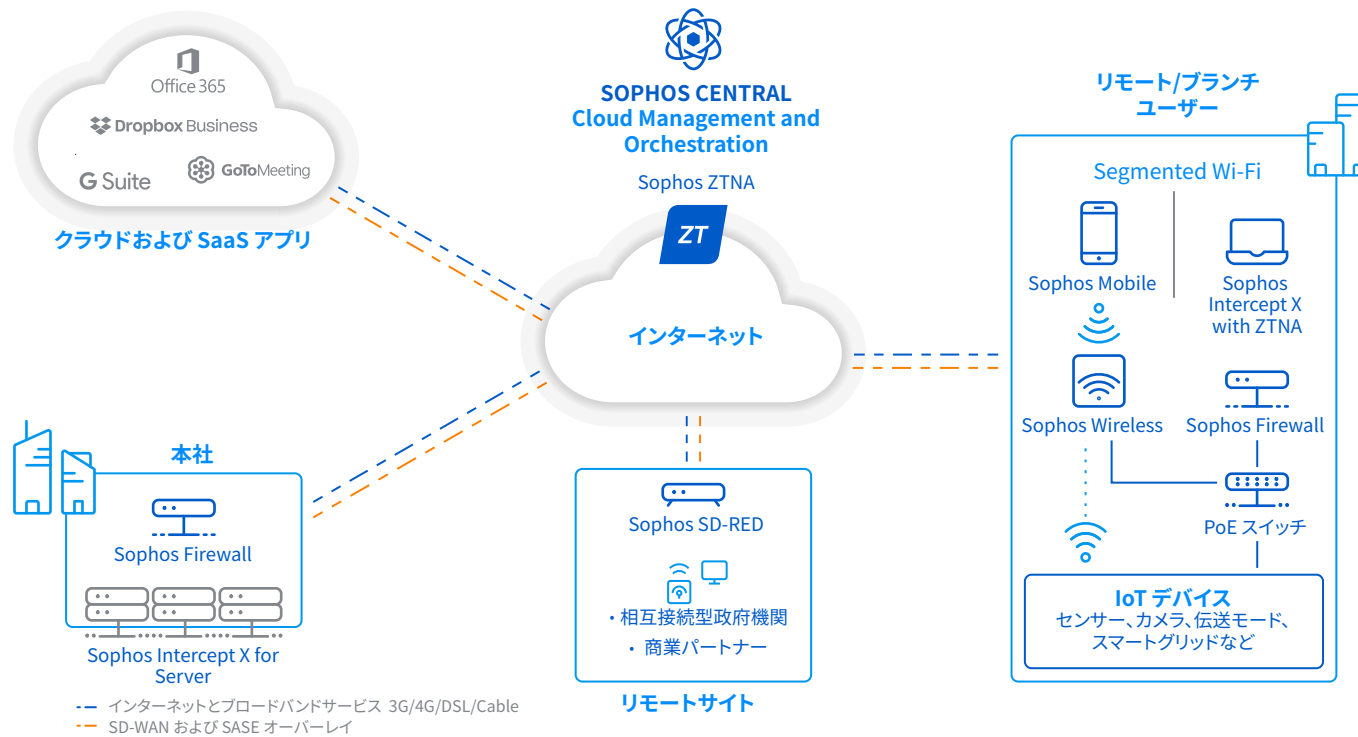 Office 365
Dropbox Business
G Suite
GoToMeeting
クラウドおよび SaaS アプリ
SOPHOS CENTRAL
Cloud Management and
Orchestration
Sophos ZTNA
ZT
インターネット
リモート/ブランチ
ユーザー
Segmented Wi-Fi
Sophos Mobile
Sophos
Intercept X
with ZTNA
Sophos Wireless
Sophos Firewall
PoE スイッチ
IoT デバイス
センサー、カメラ、伝送モード、
スマートグリッドなど
本社
Sophos Firewall
Sophos Intercept X for
Server
Sophos SD-RED
・相互接続型政府機関
・商業パートナー
リモートサイト
インターネットとブロードバンドサービス 3G/4G/DSL/Cable
SD-WAN および SASE オーバーレイ